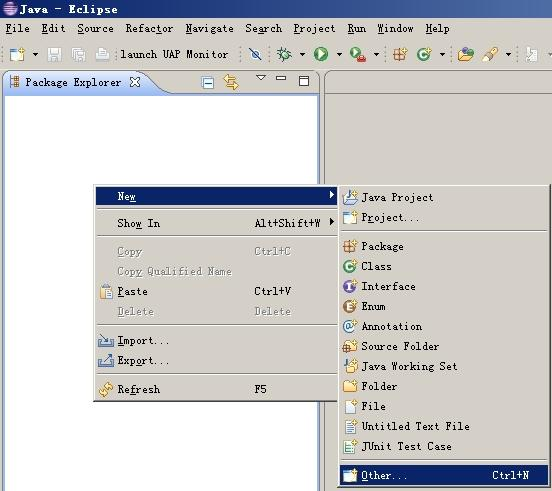 Java - Eclipse
File Edit Source Refactor Navigate Search Project Run Window Help
launch UAP Monitor
Package Explorer
New
Show In Alt+Shift+W
Copy Ctrl+C
Copy Qualified Name
Paste Ctrl+V
Delete Delete
Import...
Export...
Refresh F5
Java Project
Project...
Package
Class
Interface
Enum
Annotation
Source Folder
Java Working Set
Folder
File
Untitled Text File
JUnit Test Case
Other... Ctrl+N